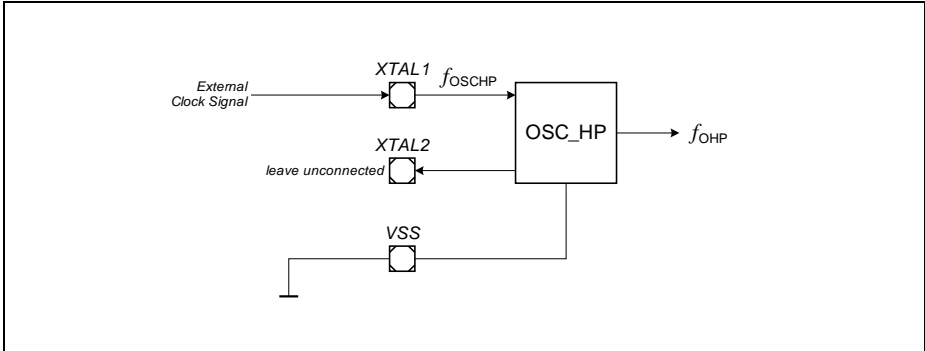 XTAL1
fOSCHP
External
Clock Signal
OSC_HP
fOHP
XTAL2
leave unconnected
VSS